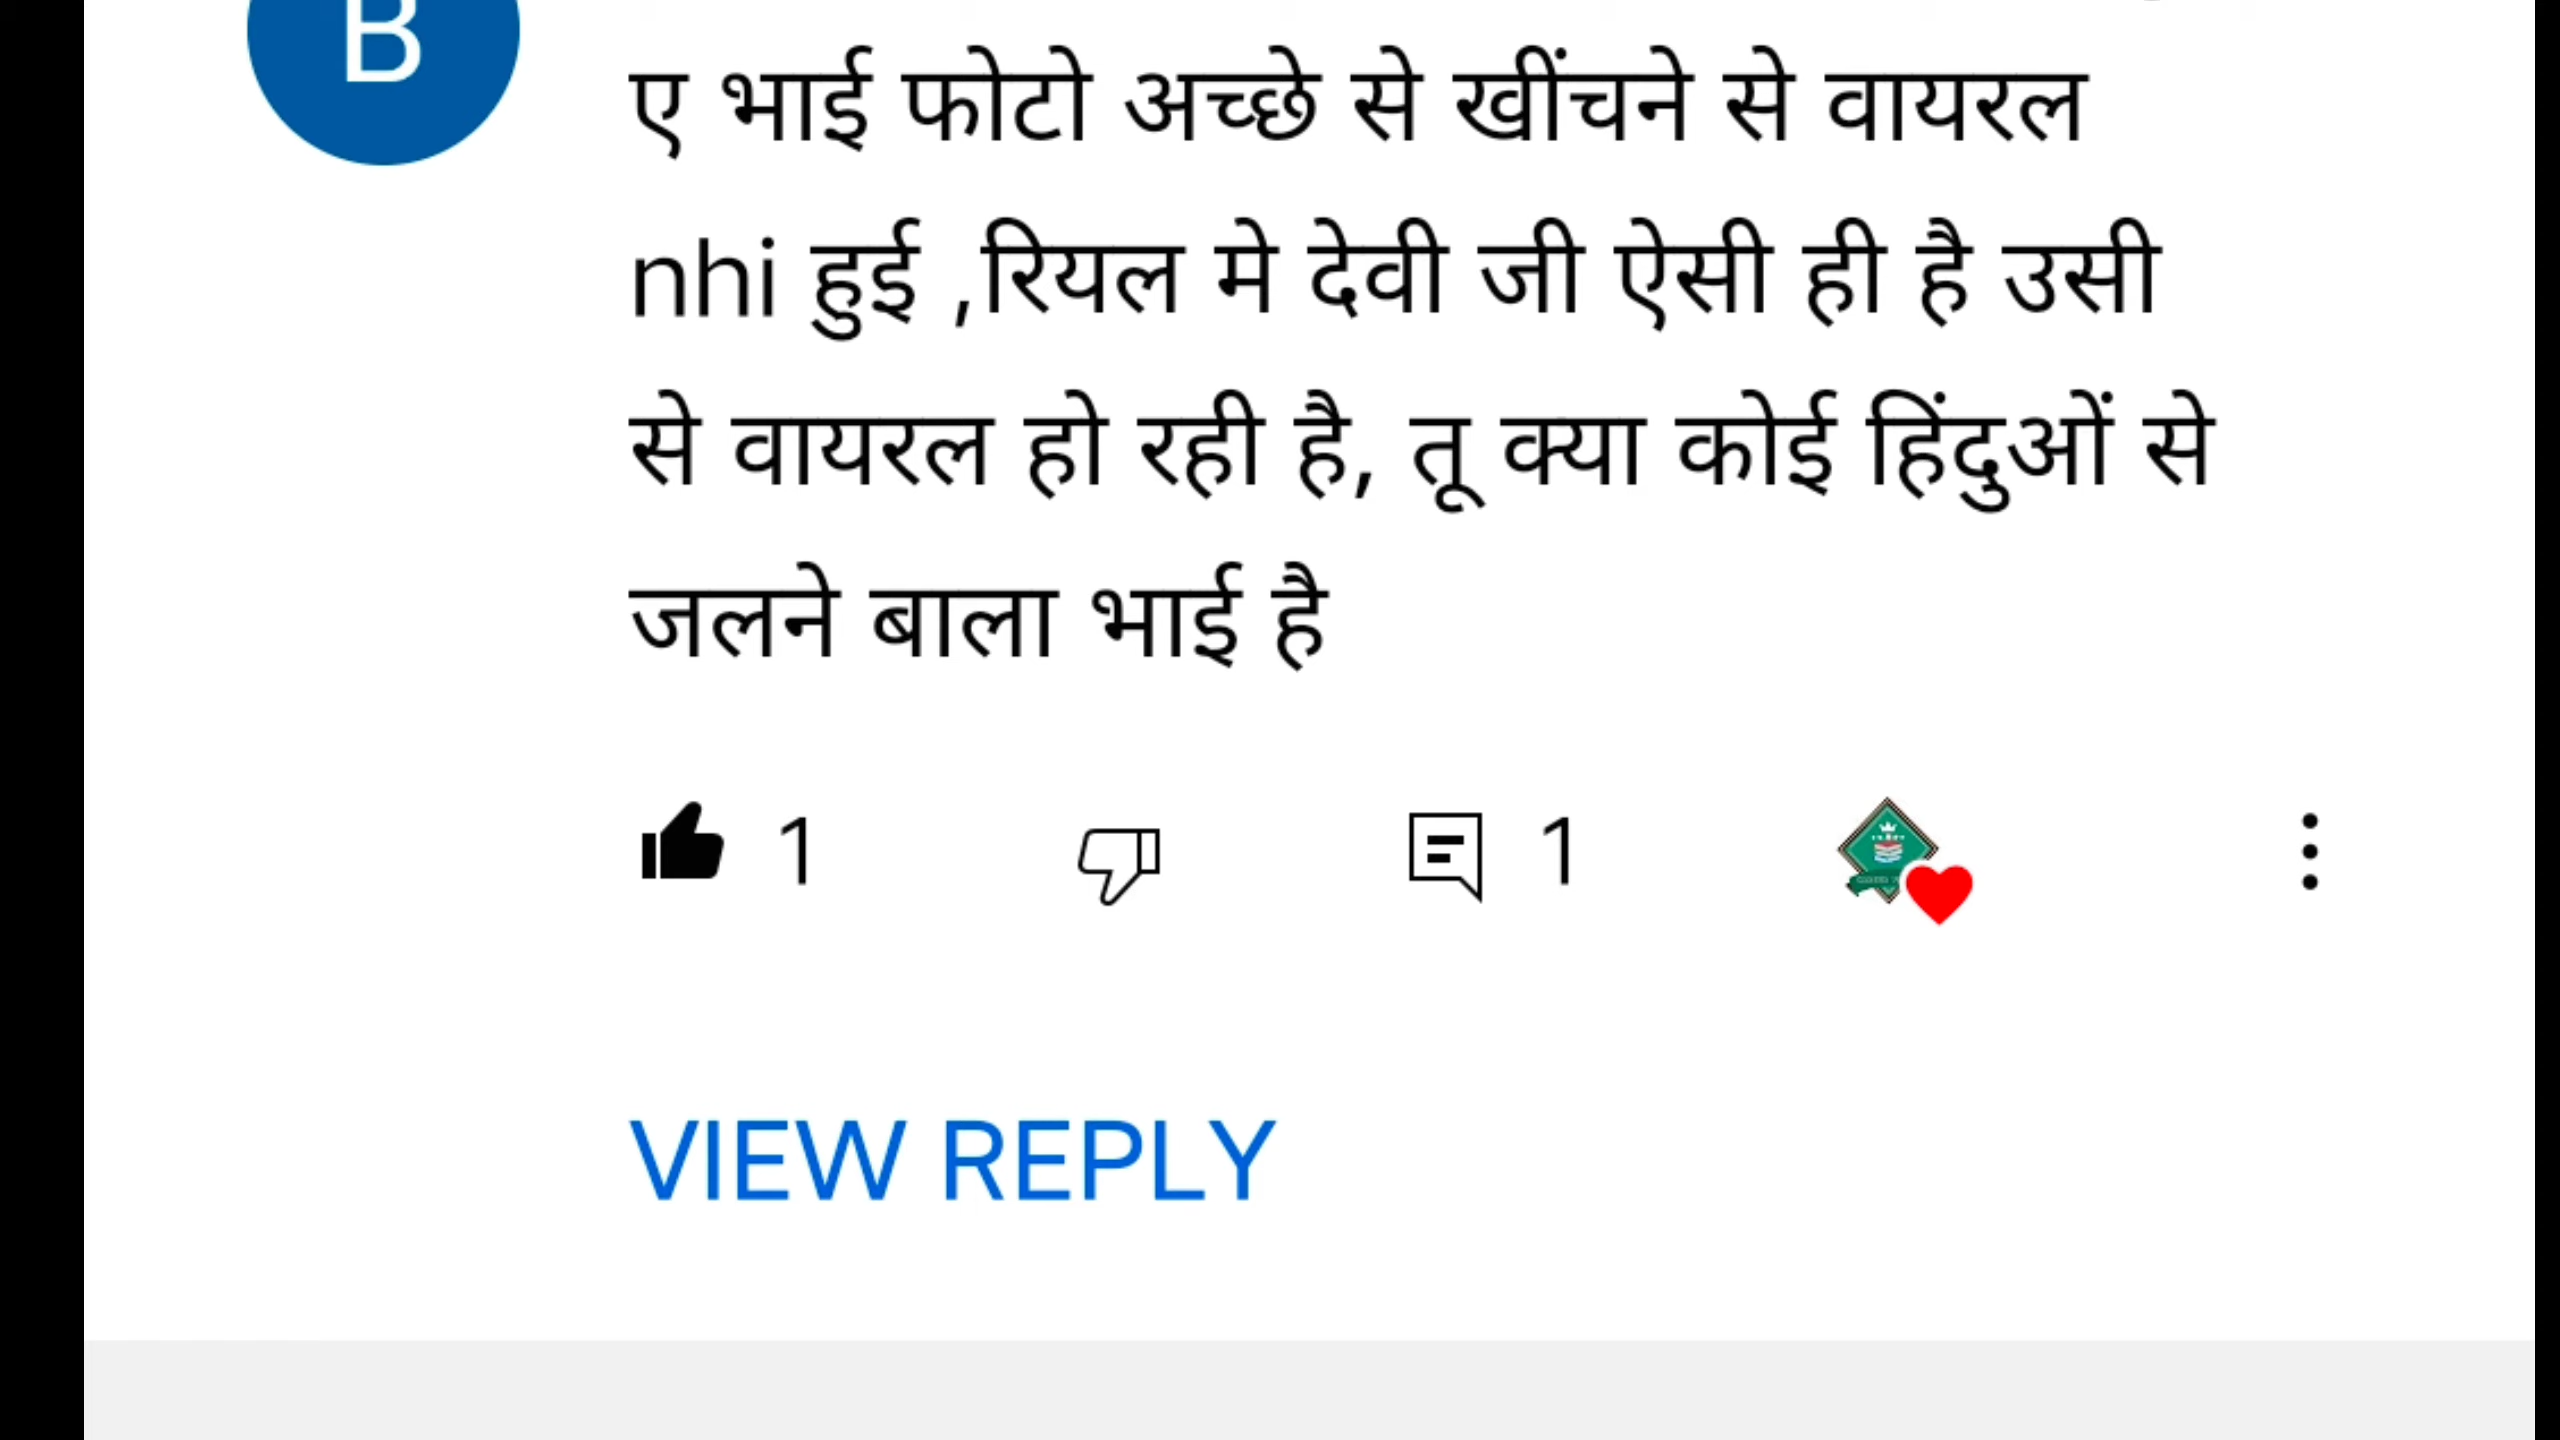 B
ए भाई फोटो अच्छे से खींचने से वायरल
nhi हुई ,रियल मे देवी जी ऐसी ही है उसी
से वायरल हो रही है, तू क्या कोई हिंदुओं से
जलने बाला भाई है
1 1
VIEW REPLY